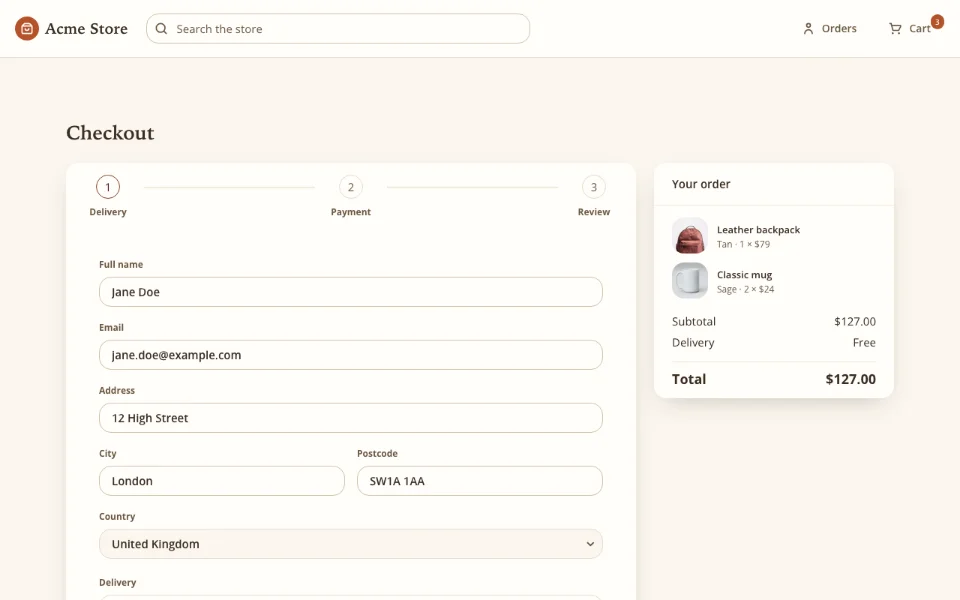 Acme Store
Search the store
Orders
Cart
3
Checkout
1
Delivery
2
Payment
3
Review
Full name
Jane Doe
Email
jane.doe@example.com
Address
12 High Street
City
Postcode
London
SW1A 1AA
Country
United Kingdom
Delivery
Your order
Leather backpack
Tan · 1 × $79
Classic mug
Sage · 2 × $24
Subtotal $127.00
Delivery Free
Total $127.00